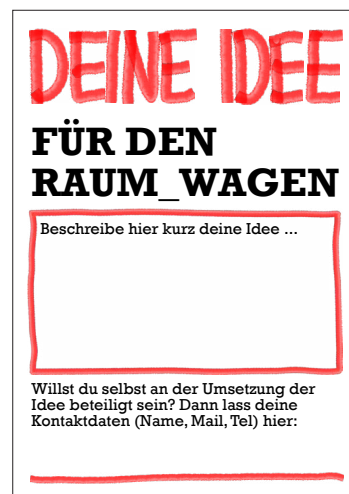 DEINE IDEE
FÜR DEN
RAUM_WAGEN
Beschreibe hier kurz deine Idee ...
Willst du selbst an der Umsetzung der
Idee beteiligt sein? Dann lass deine
Kontaktdaten (Name, Mail, Tel) hier: